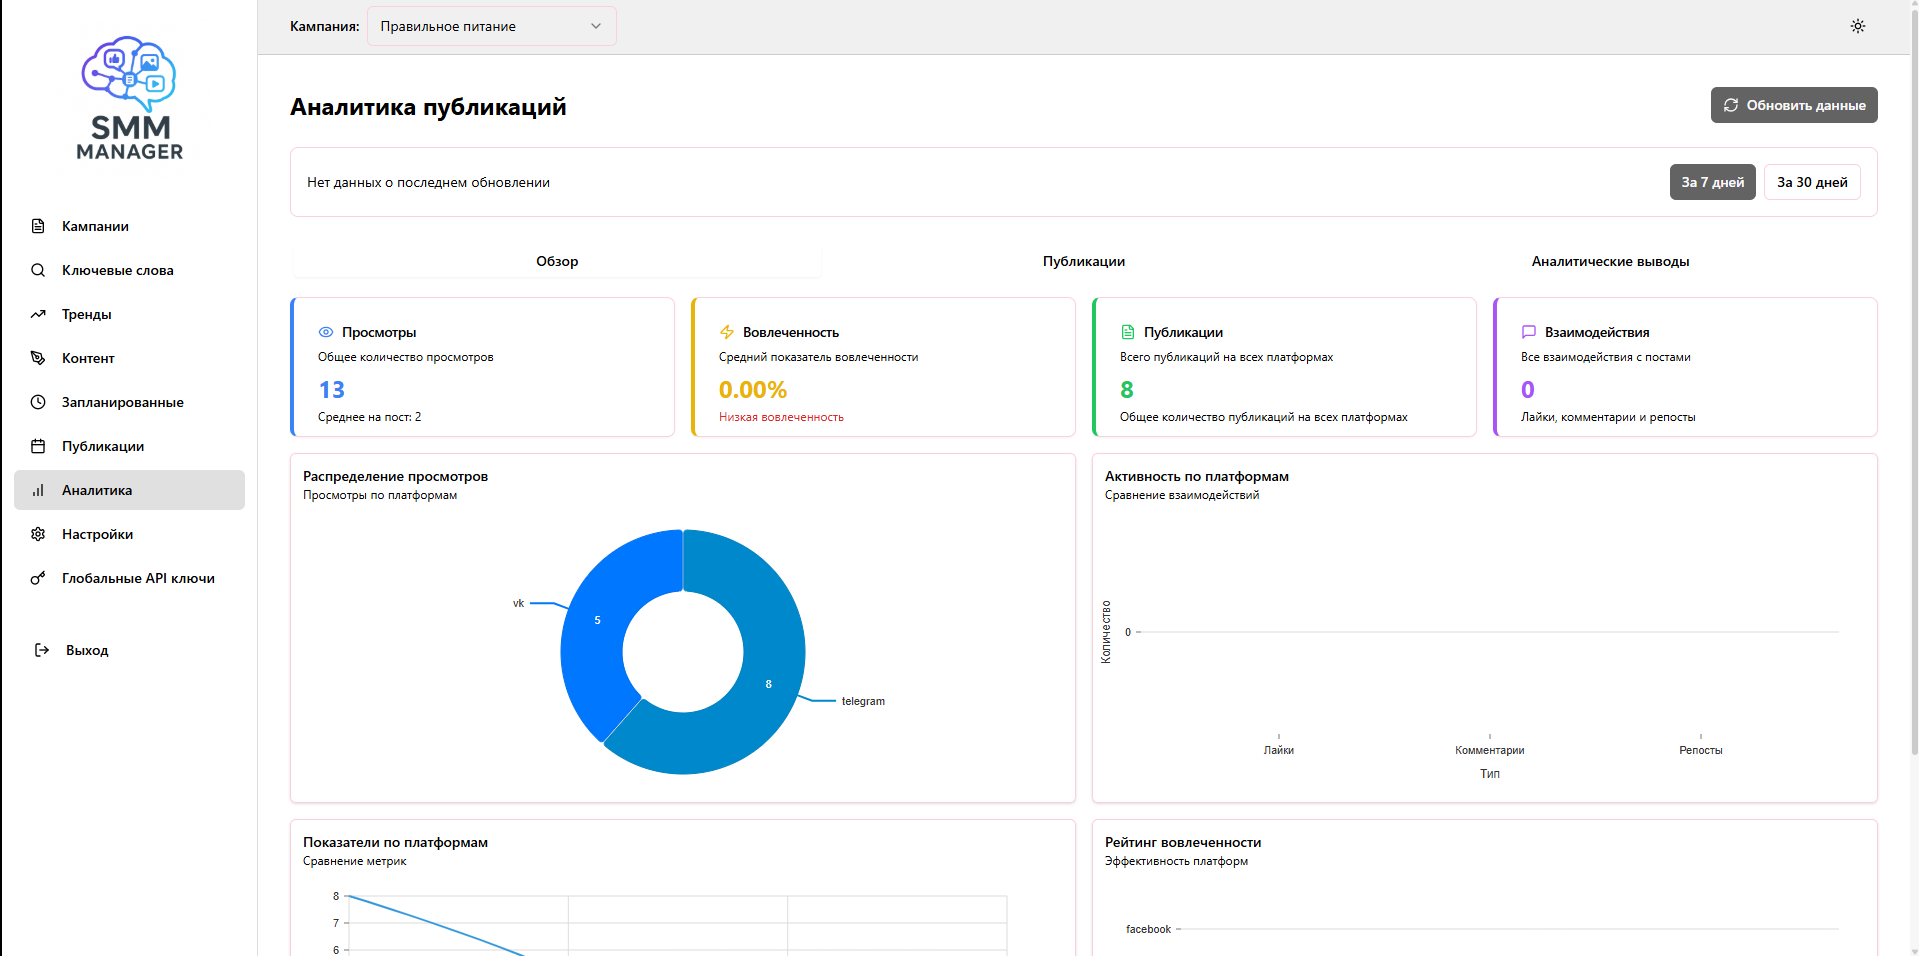 SMM
MANAGER
Кампании
Ключевые слова
Тренды
Контент
Запланированные
Публикации
Аналитика
Настройки
Глобальные API ключи
Выход
Кампания: Правильное питание
Аналитика публикаций
Обновить данные
Нет данных о последнем обновлении
За 7 дней За 30 дней
Обзор Публикации Аналитические выводы
Просмотры
Общее количество просмотров
13
Среднее на пост: 2
Вовлеченность
Средний показатель вовлеченности
0.00%
Низкая вовлеченность
Публикации
Всего публикаций на всех платформах
8
Общее количество публикаций на всех платформах
Взаимодействия
Все взаимодействия с постами
0
Лайки, комментарии и репосты
Распределение просмотров
Просмотры по платформам
vk
5
8
telegram
Активность по платформам
Сравнение взаимодействий
Количество
0
Лайки Комментарии Репосты
Тип
Показатели по платформам
Сравнение метрик
8
7
6
Рейтинг вовлеченности
Эффективность платформ
facebook